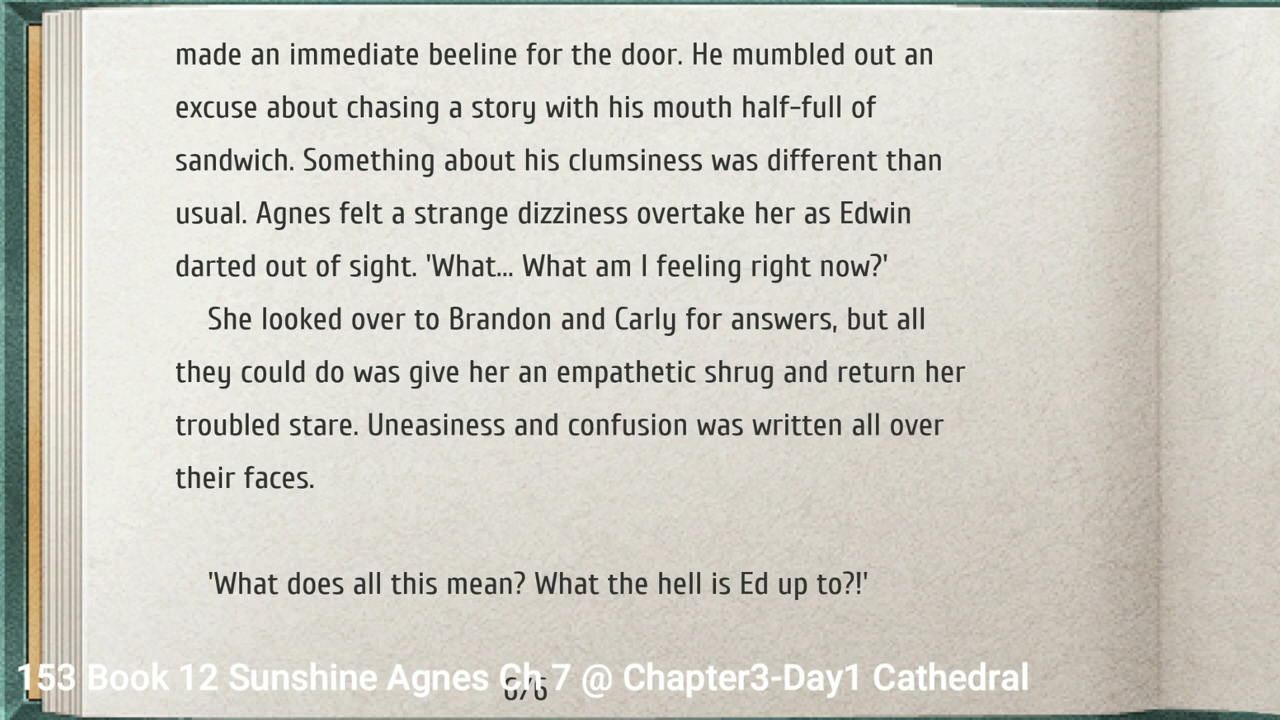 made an immediate beeline for the door. He mumbled out an
excuse about chasing a story with his mouth half-full of
sandwich. Something about his clumsiness was different than
usual. Agnes felt a strange dizziness overtake her as Edwin
darted out of sight. 'What... What am I feeling right now?'
She looked over to Brandon and Carly for answers, but all
they could do was give her an empathetic shrug and return her
troubled stare. Uneasiness and confusion was written all over
their faces.
'What does all this mean? What the hell is Ed up to?!'
153 Book 12 Sunshine Agnes Ch 7 @ Chapter3-Day1 Cathedral
6/6